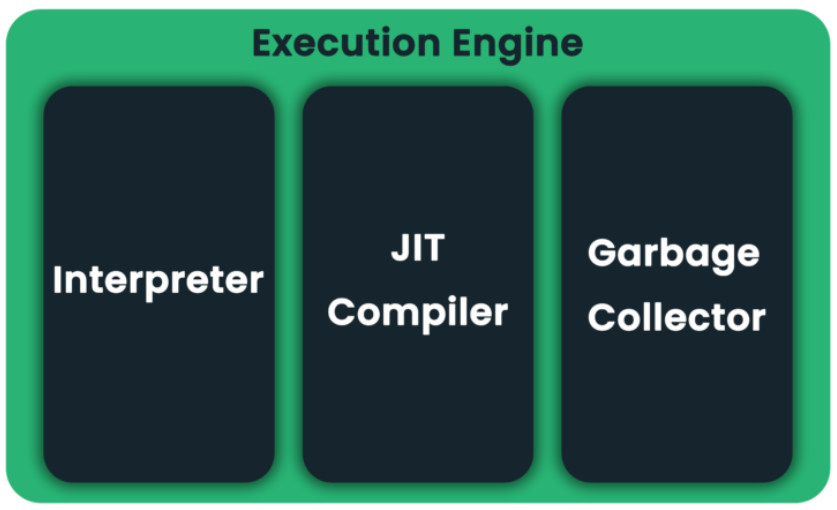 Execution Engine
Interpreter
JIT
Compiler
Garbage
Collector